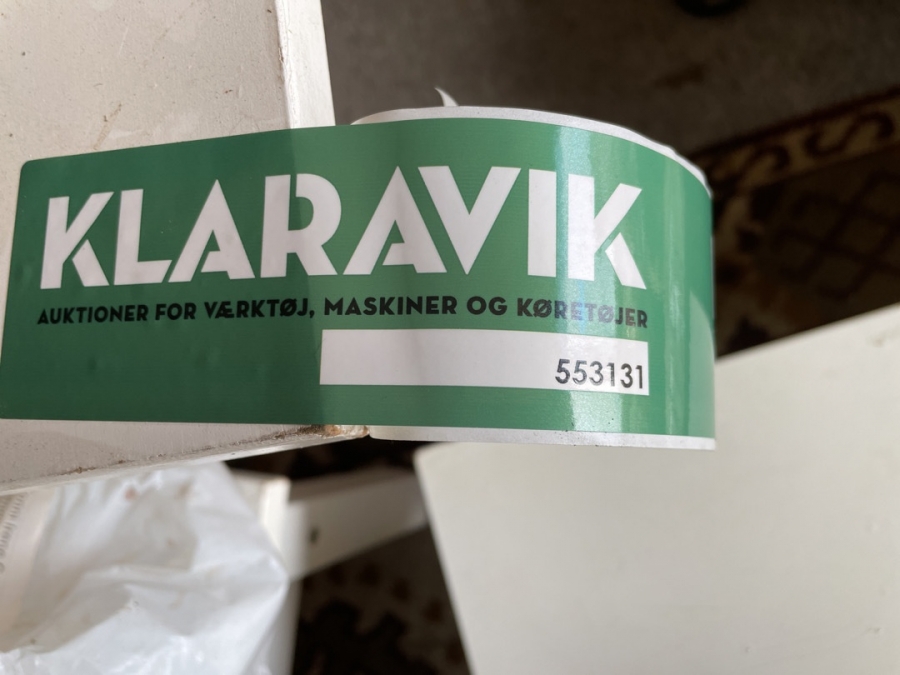 KLARAVIK
AUKTIONER FOR VÆRKTØJ, MASKINER OG KØRETØJER
553131